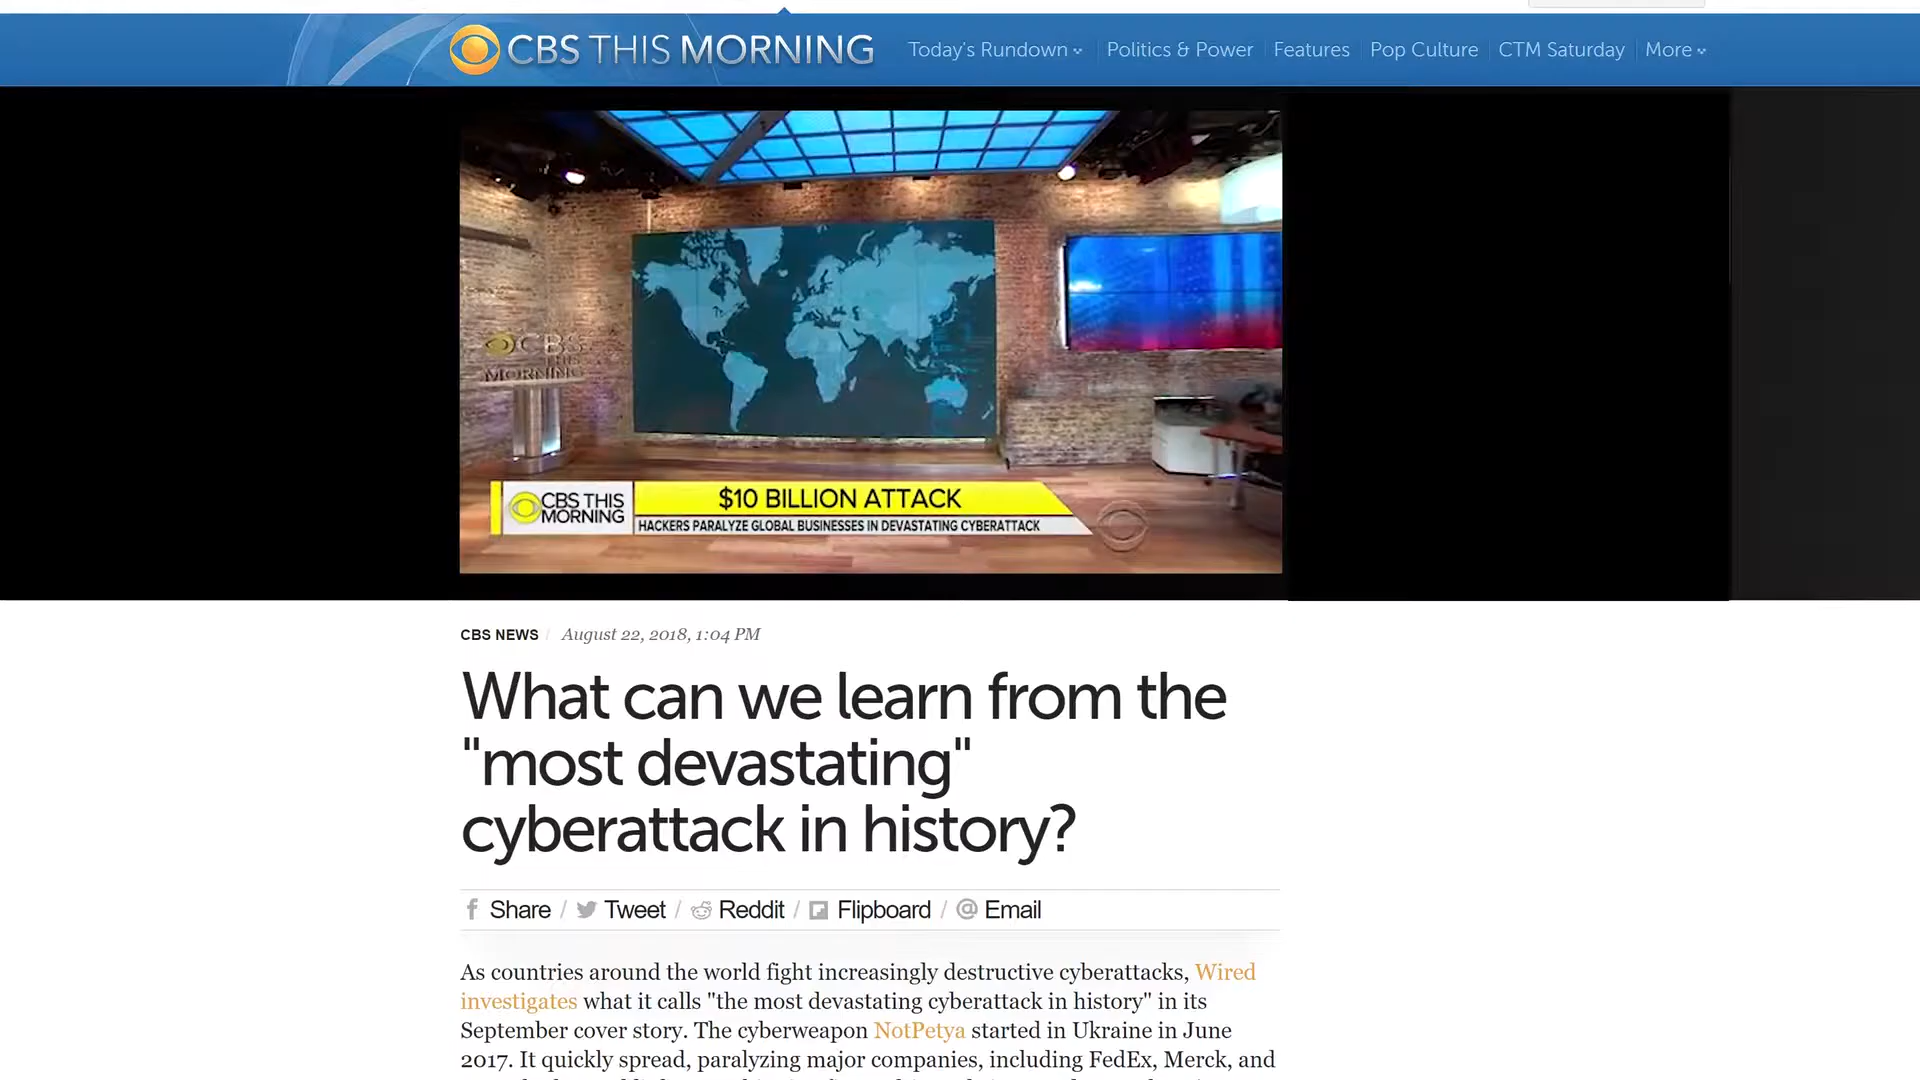 CBS THIS MORNING
Today's Rundown
Politics & Power
Features
Pop Culture
CTM Saturday
More
CBS
THIS
MORNING
CBS THIS
MORNING
$10 BILLION ATTACK
HACKERS PARALYZE GLOBAL BUSINESSES IN DEVASTATING CYBERATTACK
CBS NEWS / August 22, 2018, 1:04 PM
What can we learn from the
"most devastating"
cyberattack in history?
Share / Tweet / Reddit / Flipboard / Email
As countries around the world fight increasingly destructive cyberattacks, Wired
investigates what it calls "the most devastating cyberattack in history" in its
September cover story. The cyberweapon NotPetya started in Ukraine in June
2017. It quickly spread, paralyzing major companies, including FedEx, Merck, and